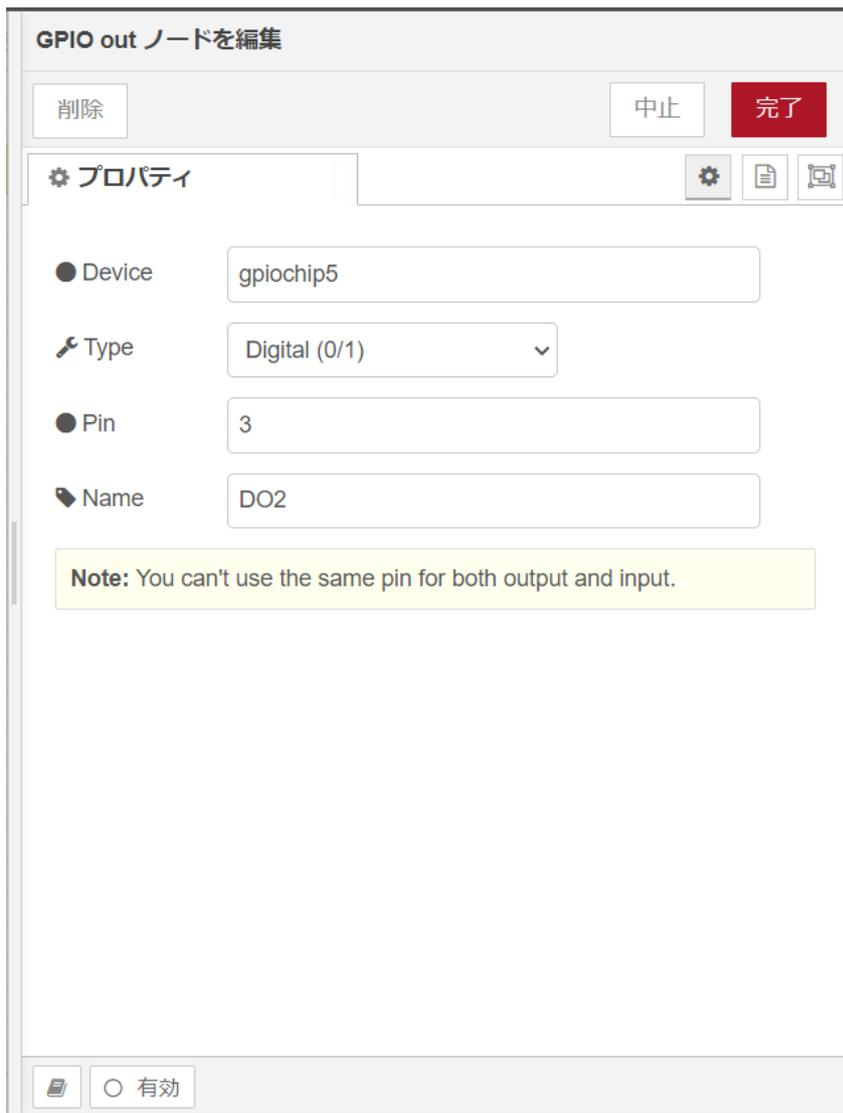 GPIO out ノードを編集
削除 中止 完了
プロパティ
Device gpiochip5
Type Digital (0/1)
Pin 3
Name DO2
Note: You can't use the same pin for both output and input.
有効